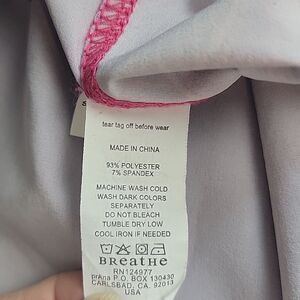 tear tag off before wear
MADE IN CHINA
93% POLYESTER
7% SPANDEX
MACHINE WASH COLD
WASH DARK COLORS
SEPARATELY
DO NOT BLEACH
TUMBLE DRY LOW
COOL IRON IF NEEDED
BReatHe
RN124977
prAna P.O. BOX 130430
CARLSBAD, CA. 92013
USA